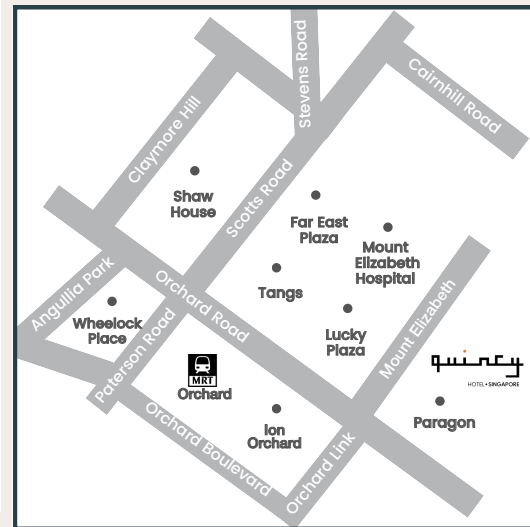 Stevens Road
Cairnhill Road
Claymore Hill
Scotts Road
Shaw
House
Far East
Plaza
Mount
Elizabeth
Hospital
Tangs
Angullia Park
Orchard Road
Wheelock
Place
Paterson Road
Lucky
Plaza
Mount Elizabeth
quincy
HOTEL•SINGAPORE
MRT
Orchard
Paragon
Ion
Orchard
Orchard Boulevard
Orchard Link